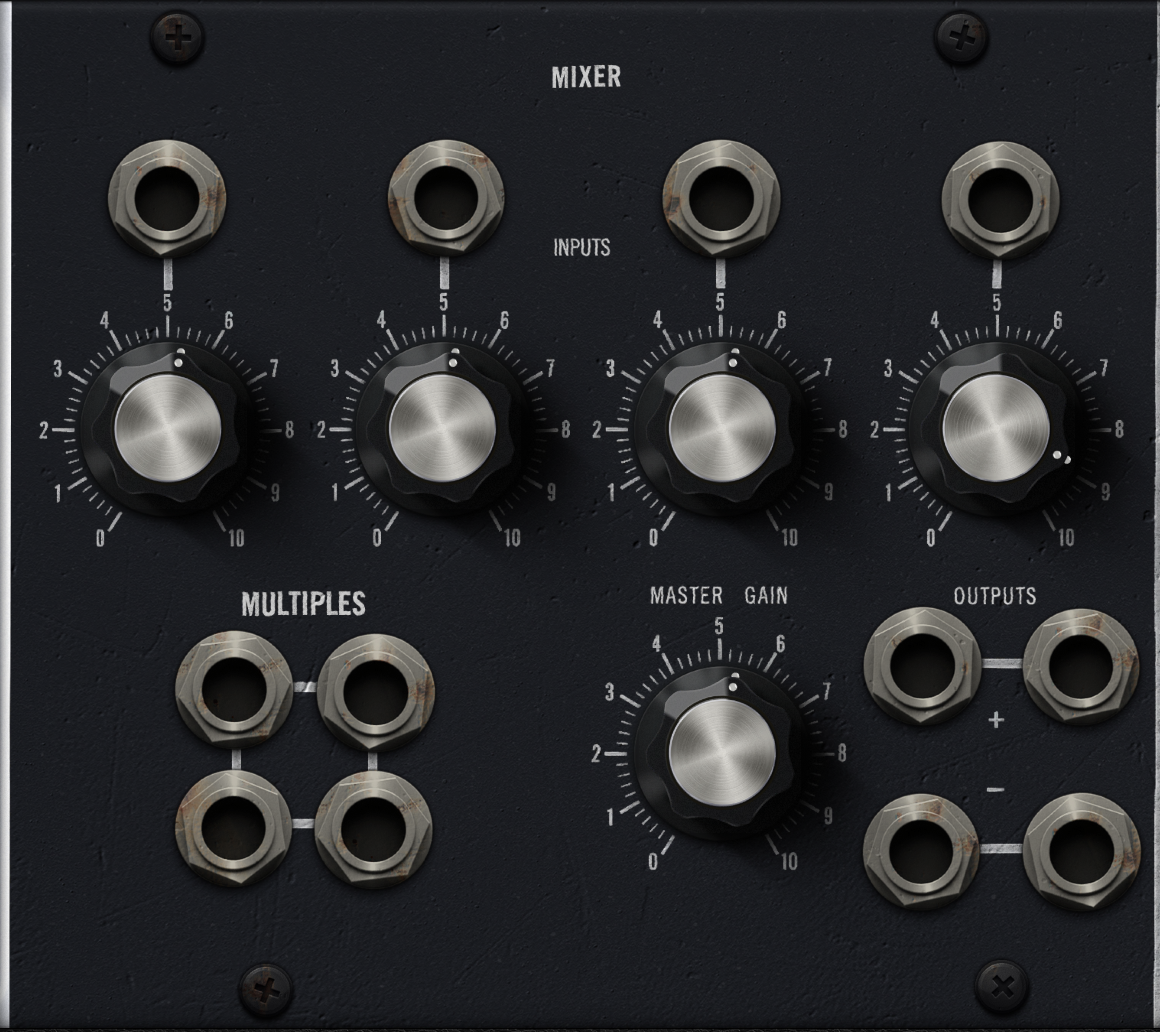 MIXER
INPUTS
5 5 5 5
4 6 4 6 4 6 4 6
3 7 3 7 3 7 3 7
2 8 2 8 2 8 2 8
1 9 1 9 1 9 1 9
0 10 0 10 0 10 0 10
MULTIPLES
MASTER GAIN
OUTPUTS
5
4 6
3 7
+
2 8
−
1 9
0 10